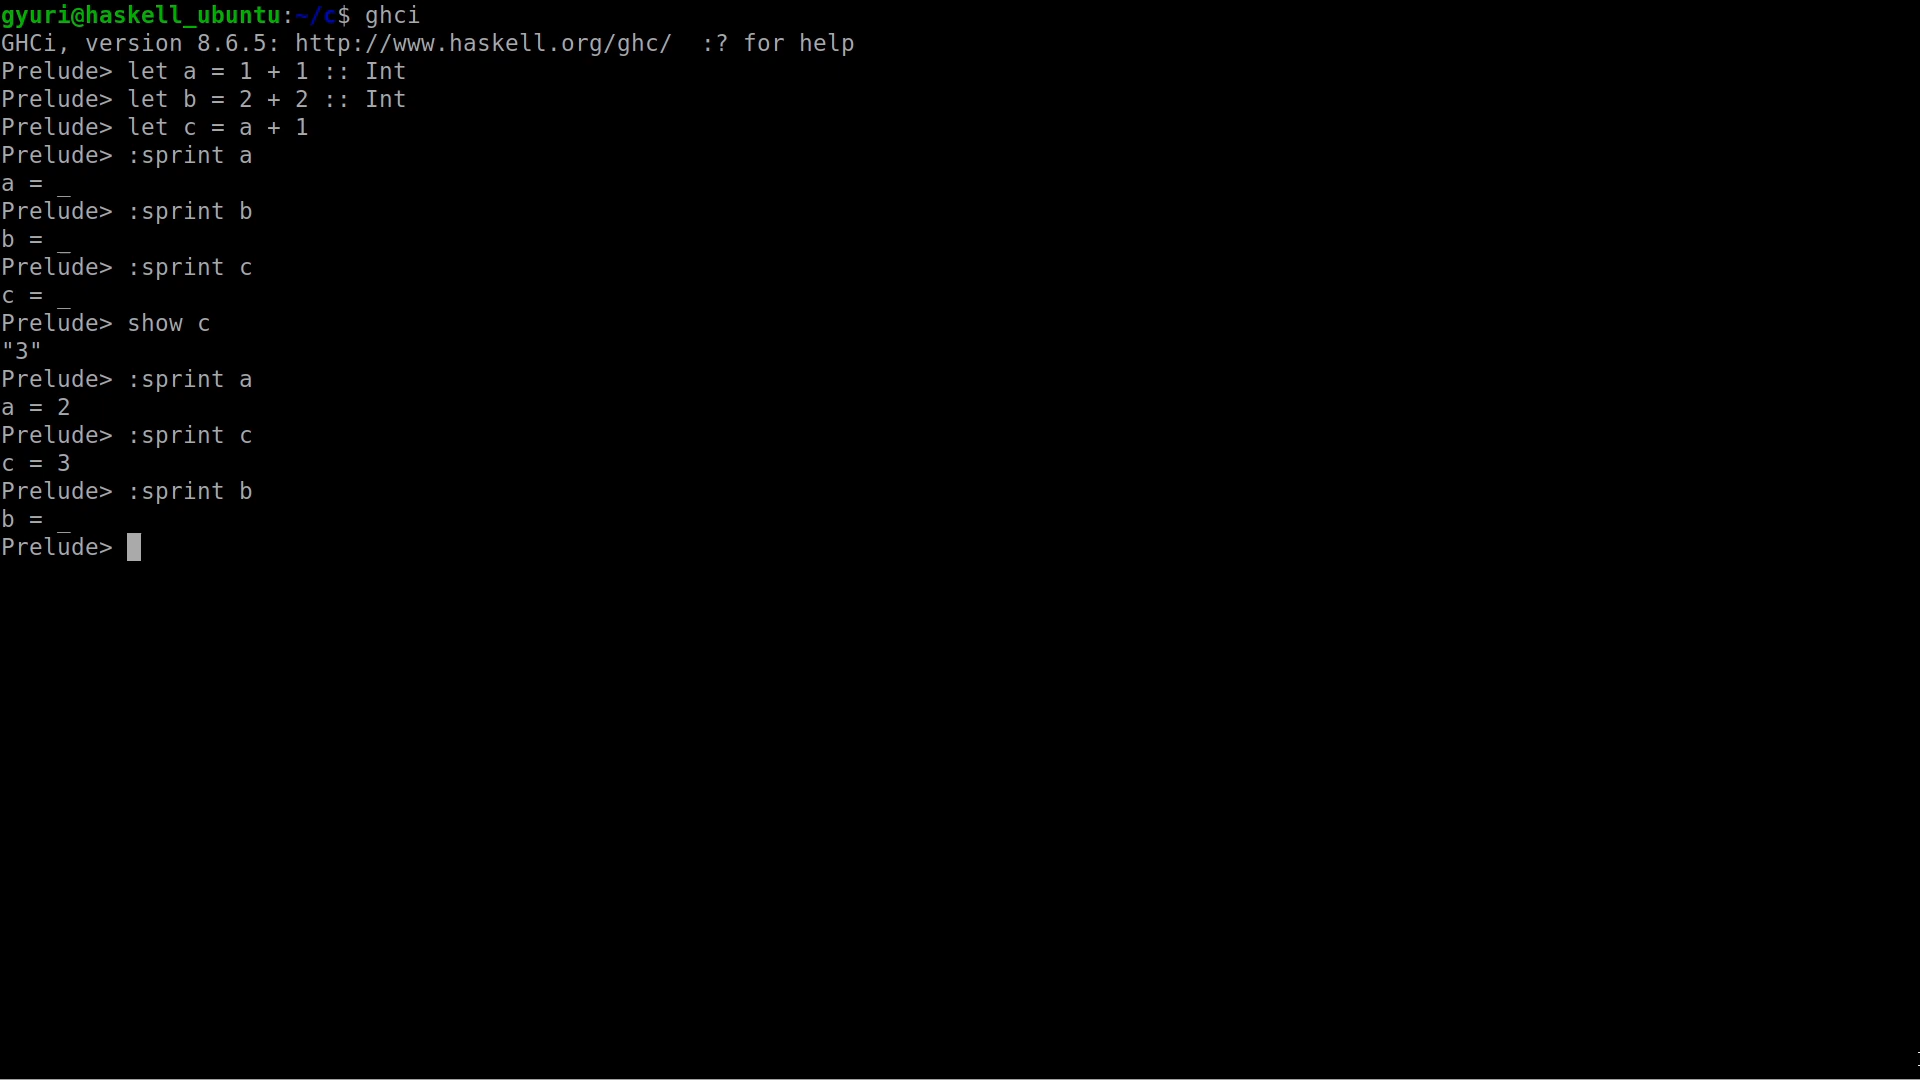 gyuri@haskell_ubuntu:~/c$ ghci
GHCi, version 8.6.5: http://www.haskell.org/ghc/  :? for help
Prelude> let a = 1 + 1 :: Int
Prelude> let b = 2 + 2 :: Int
Prelude> let c = a + 1
Prelude> :sprint a
a = _
Prelude> :sprint b
b = _
Prelude> :sprint c
c = _
Prelude> show c
"3"
Prelude> :sprint a
a = 2
Prelude> :sprint c
c = 3
Prelude> :sprint b
b = _
Prelude>